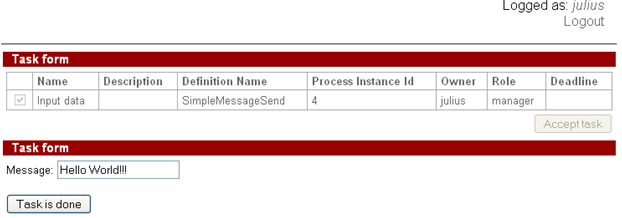 Logged as: julius
Logout
Task form
Name Description Definition Name Process Instance Id Owner Role Deadline
Input data SimpleMessageSend 4 julius manager
Accept task
Task form
Message: Hello World!!!
Task is done